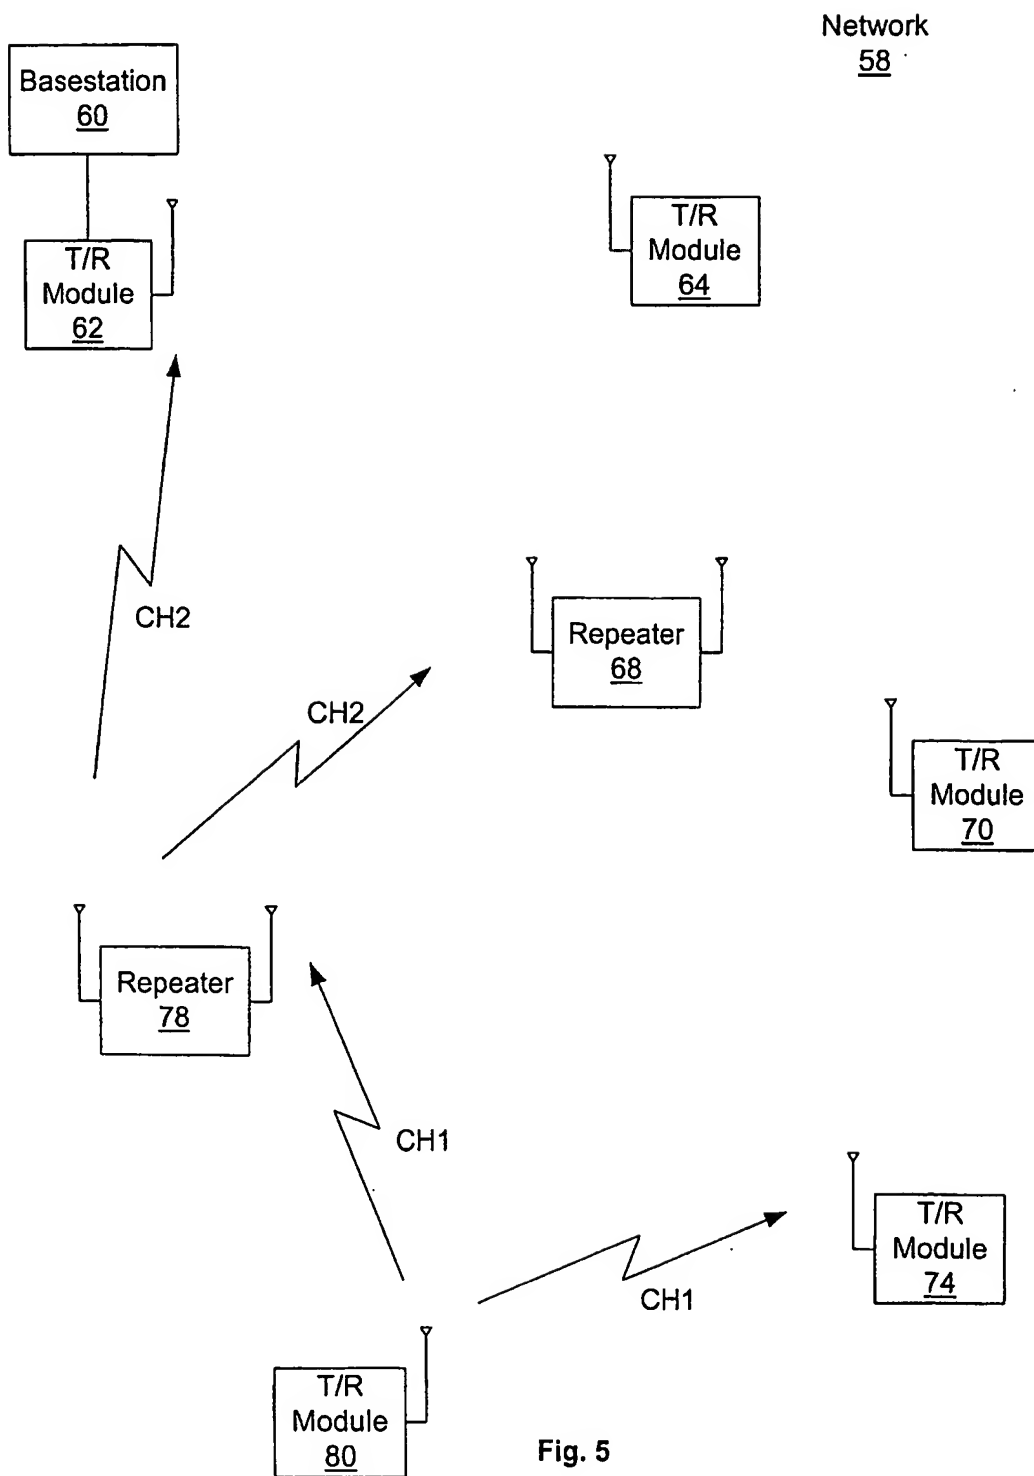 Network
58
Basestation
60
T/R
Module
62
T/R
Module
64
CH2
Repeater
68
CH2
T/R
Module
70
Repeater
78
CH1
T/R
Module
74
CH1
T/R
Module
80
Fig. 5